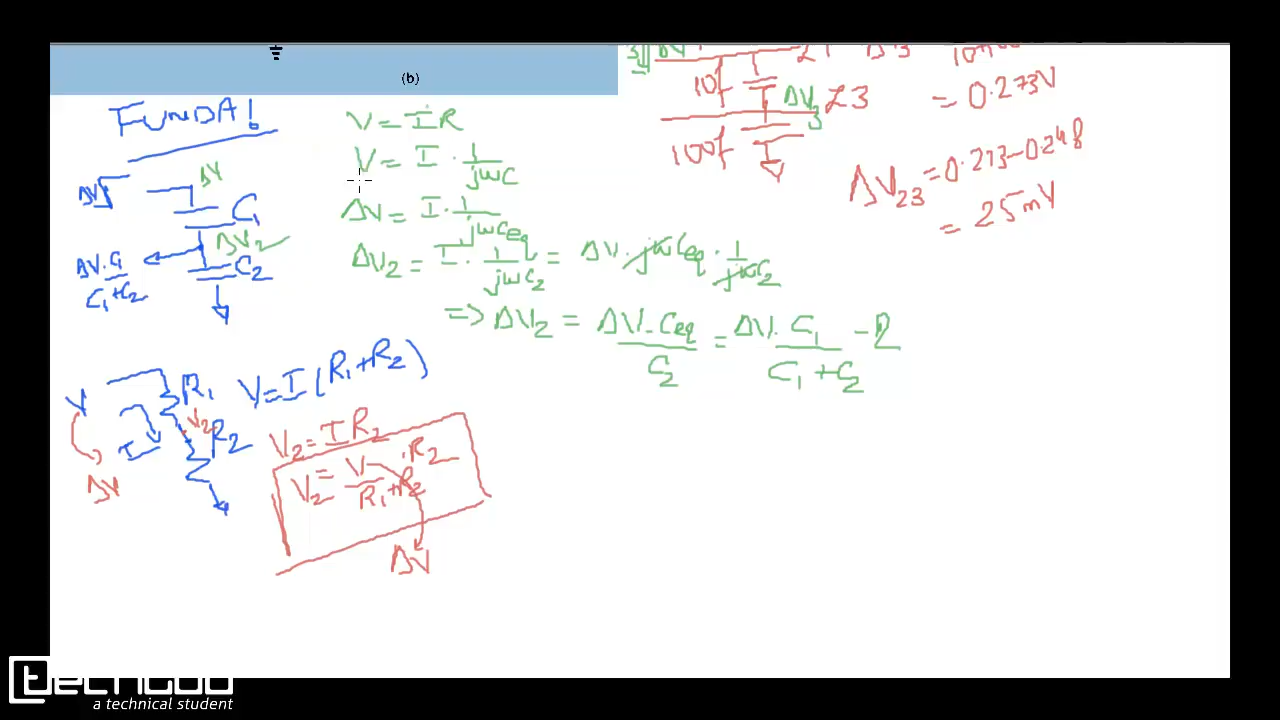 (b)
FUNDA!
ΔV
ΔV
C1
ΔV2
ΔV.C1
C1+C2
C2
V = IR
V = I · 1
jωC
ΔV = I · 1
jωCeq
ΔV2 = I · 1 = ΔV · jωCeq · 1
jωC2 jωC2
=> ΔV2 = ΔV.Ceq = ΔV. C1 - 2
C2 C1 + C2
10f
ΔV3 L3
100f
= 0.273V
ΔV23 = 0.273-0.248
= 25mV
V
R1
V = I(R1+R2)
V2
I
R2
ΔV
V2 = IR2
V2 = V .R2
R1+R2
ΔV
techgoo
a technical student